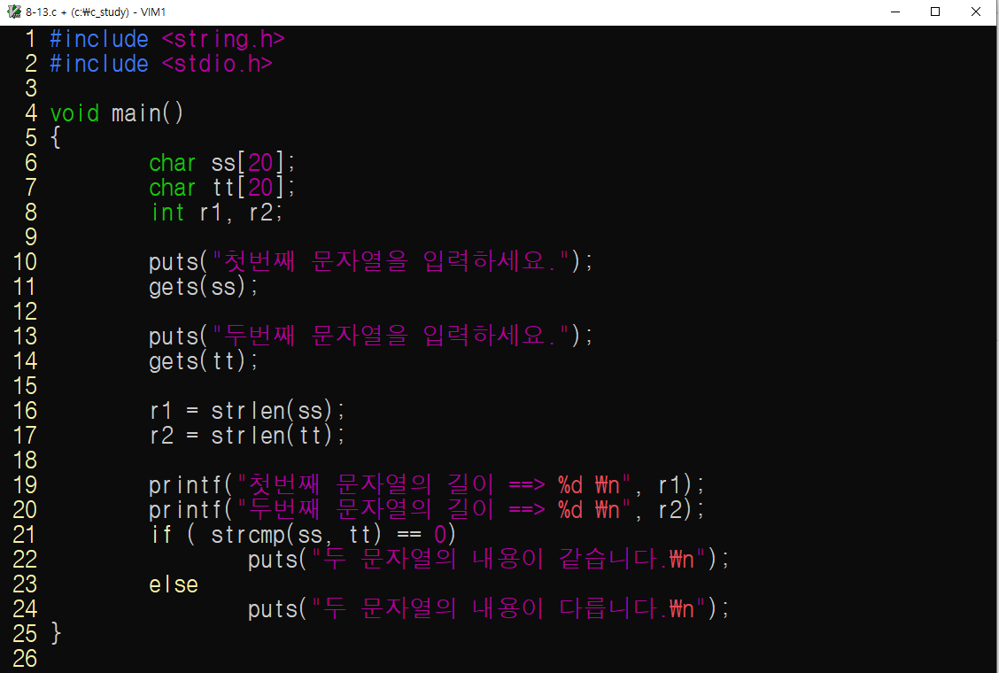 8-13.c + (c:₩c_study) - VIM1
1 #include <string.h>
2 #include <stdio.h>
3
4 void main()
5 {
6         char ss[20];
7         char tt[20];
8         int r1, r2;
9
10         puts("첫번째 문자열을 입력하세요.");
11         gets(ss);
12
13         puts("두번째 문자열을 입력하세요.");
14         gets(tt);
15
16         r1 = strlen(ss);
17         r2 = strlen(tt);
18
19         printf("첫번째 문자열의 길이 ==> %d ₩n", r1);
20         printf("두번째 문자열의 길이 ==> %d ₩n", r2);
21         if ( strcmp(ss, tt) == 0)
22                 puts("두 문자열의 내용이 같습니다.₩n");
23         else
24                 puts("두 문자열의 내용이 다릅니다.₩n");
25 }
26